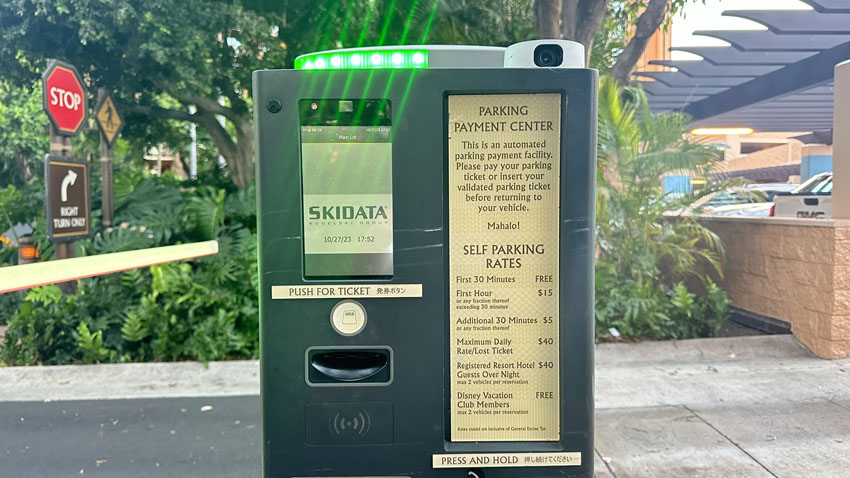 STOP
RIGHT
TURN ONLY
Main Lot
SKIDATA
KUDELSKI GROUP
10/27/23 17:52
PUSH FOR TICKET 発券ボタン
PARKING
PAYMENT CENTER
This is an automated
parking payment facility.
Please pay your parking
ticket or insert your
validated parking ticket
before returning to
your vehicle.
Mahalo!
SELF PARKING
RATES
First 30 Minutes FREE
First Hour $15
or any fraction thereof
exceeding 30 minutes
Additional 30 Minutes $5
or any fraction thereof
Maximum Daily $40
Rate/Lost Ticket
Registered Resort Hotel $40
Guests Over Night
max 2 vehicles per reservation
Disney Vacation FREE
Club Members
max 2 vehicles per reservation
Rates stated are inclusive of General Excise Tax
PRESS AND HOLD 押し続けてください
GMC